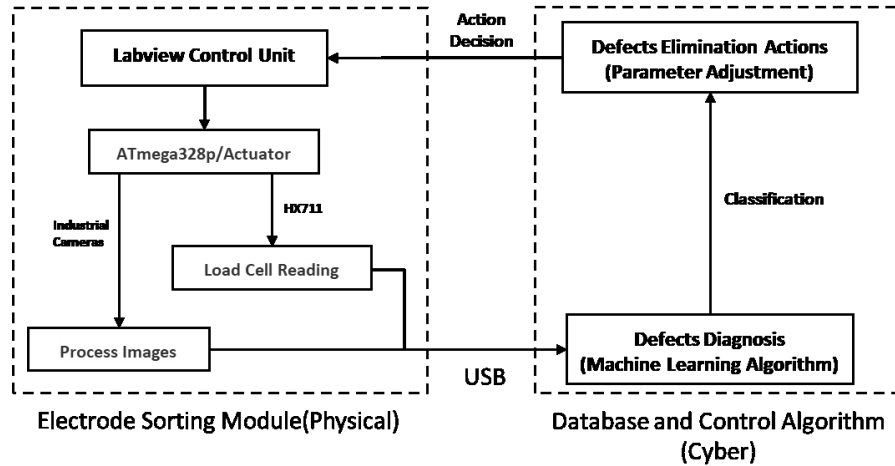 Action
Decision
Labview Control Unit
Defects Elimination Actions
(Parameter Adjustment)
ATmega328p/Actuator
Industrial
Cameras
HX711
Classification
Load Cell Reading
Process Images
Defects Diagnosis
(Machine Learning Algorithm)
USB
Electrode Sorting Module(Physical)
Database and Control Algorithm
(Cyber)